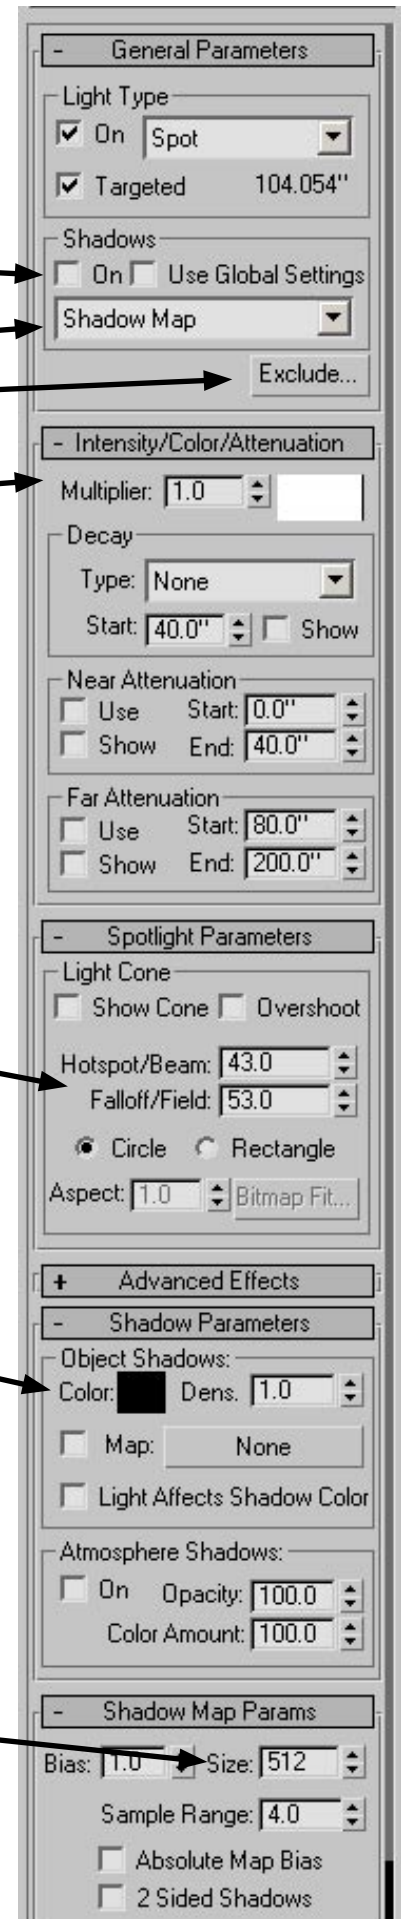 - General Parameters
Light Type
On Spot
Targeted 104.054"
Shadows
On Use Global Settings
Shadow Map
Exclude...
- Intensity/Color/Attenuation
Multiplier: 1.0
Decay
Type: None
Start: 40.0" Show
Near Attenuation
Use Start: 0.0"
Show End: 40.0"
Far Attenuation
Use Start: 80.0"
Show End: 200.0"
- Spotlight Parameters
Light Cone
Show Cone Overshoot
Hotspot/Beam: 43.0
Falloff/Field: 53.0
Circle Rectangle
Aspect: 1.0 Bitmap Fit...
+ Advanced Effects
- Shadow Parameters
Object Shadows:
Color: Dens. 1.0
Map: None
Light Affects Shadow Color
Atmosphere Shadows:
On Opacity: 100.0
Color Amount: 100.0
- Shadow Map Params
Bias: 1.0 Size: 512
Sample Range: 4.0
Absolute Map Bias
2 Sided Shadows